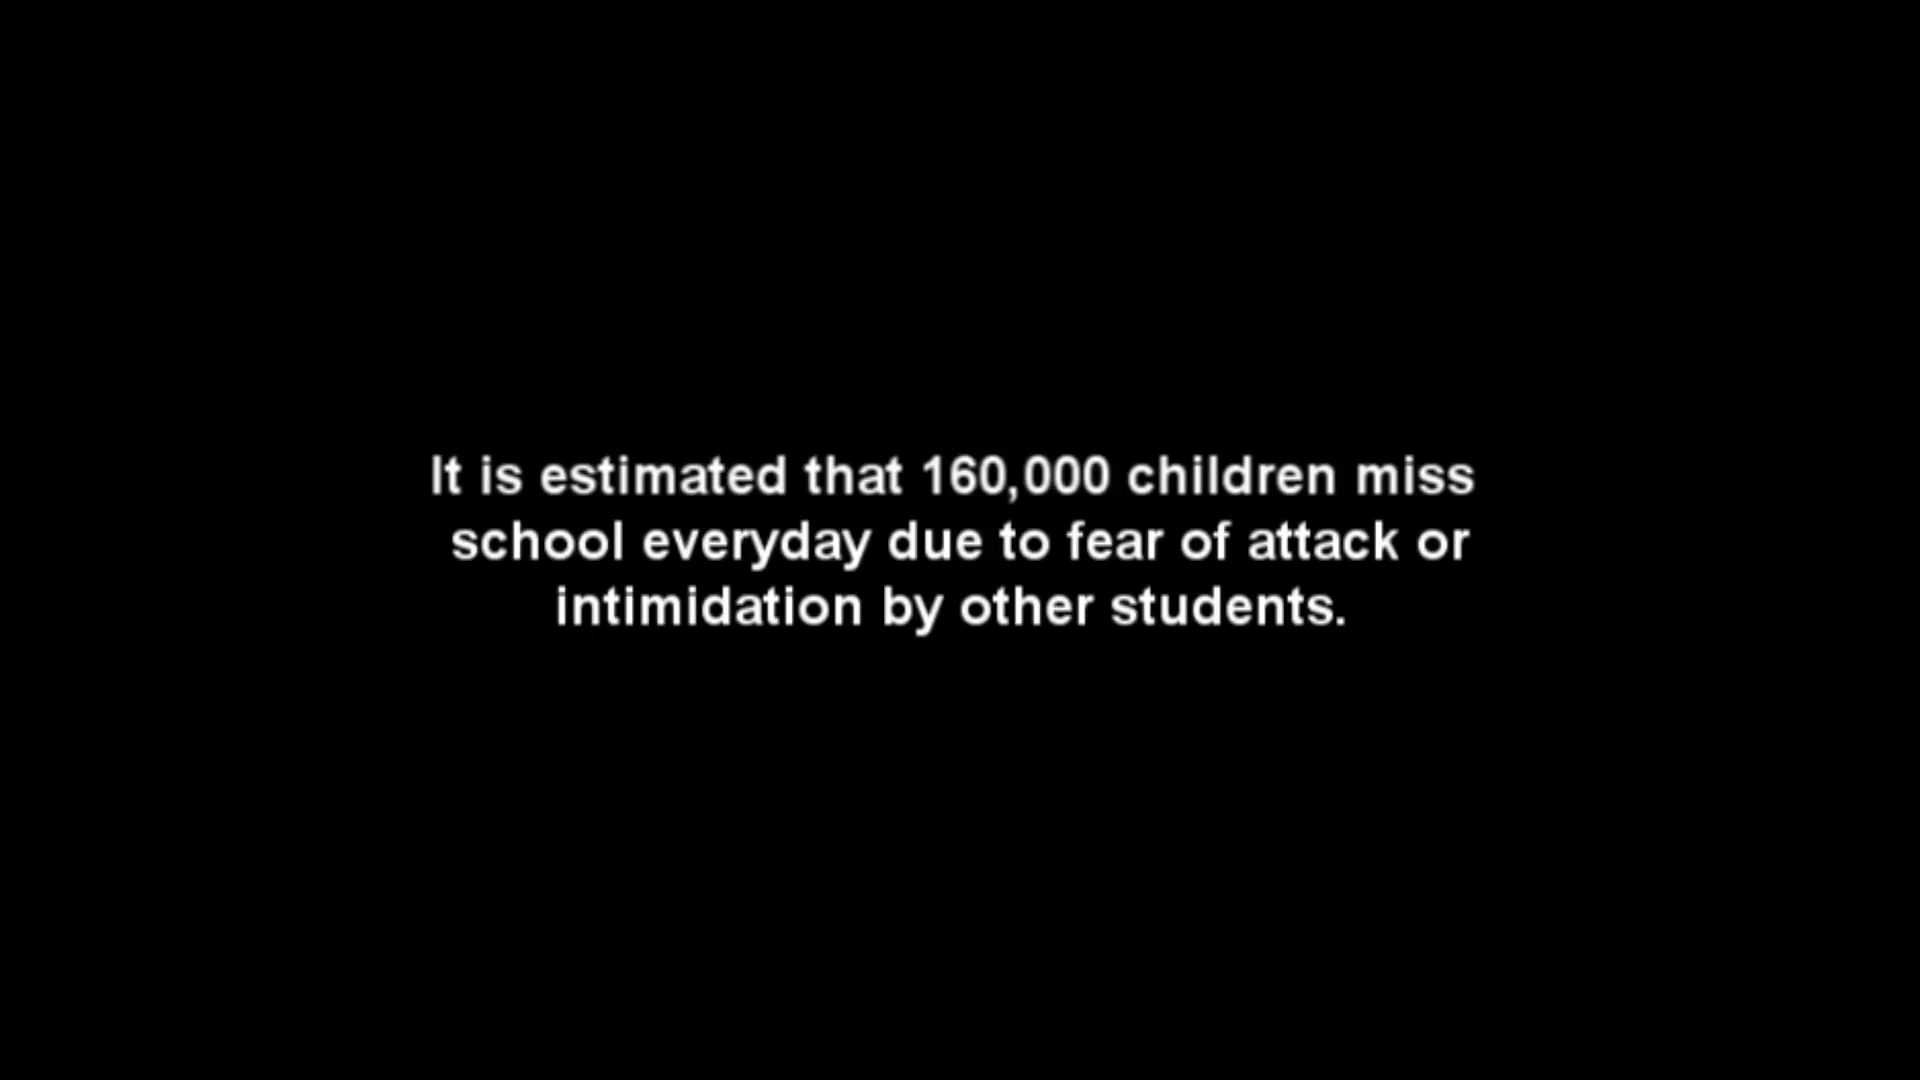 It is estimated that 160,000 children miss
school everyday due to fear of attack or
intimidation by other students.